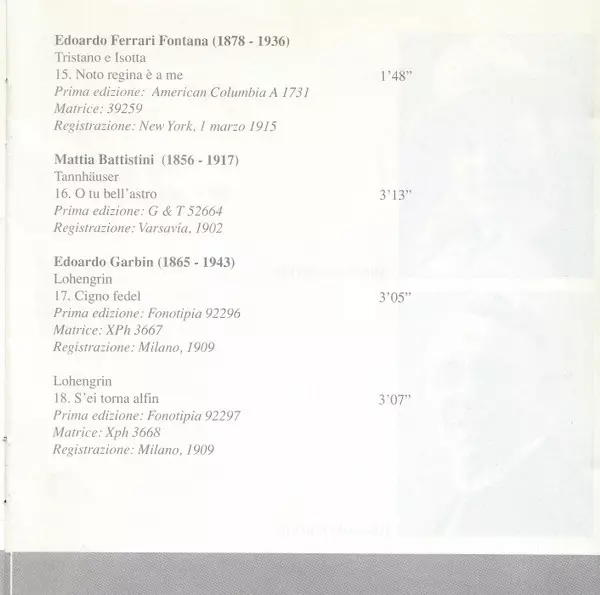 Edoardo Ferrari Fontana (1878 - 1936)
Tristano e Isotta
15. Noto regina è a me 1'48”
Prima edizione: American Columbia A 1731
Matrice: 39259
Registrazione: New York, 1 marzo 1915
Mattia Battistini (1856 - 1917)
Tannhäuser
16. O tu bell'astro 3'13”
Prima edizione: G & T 52664
Registrazione: Varsavía, 1902
Edoardo Garbin (1865 - 1943)
Lohengrin
17. Cigno fedel 3'05”
Prima edizione: Fonotipia 92296
Matrice: XPh 3667
Registrazione: Milano, 1909
Lohengrin
18. S'ei torna alfin 3'07”
Prima edizione: Fonotipia 92297
Matrice: Xph 3668
Registrazione: Milano, 1909